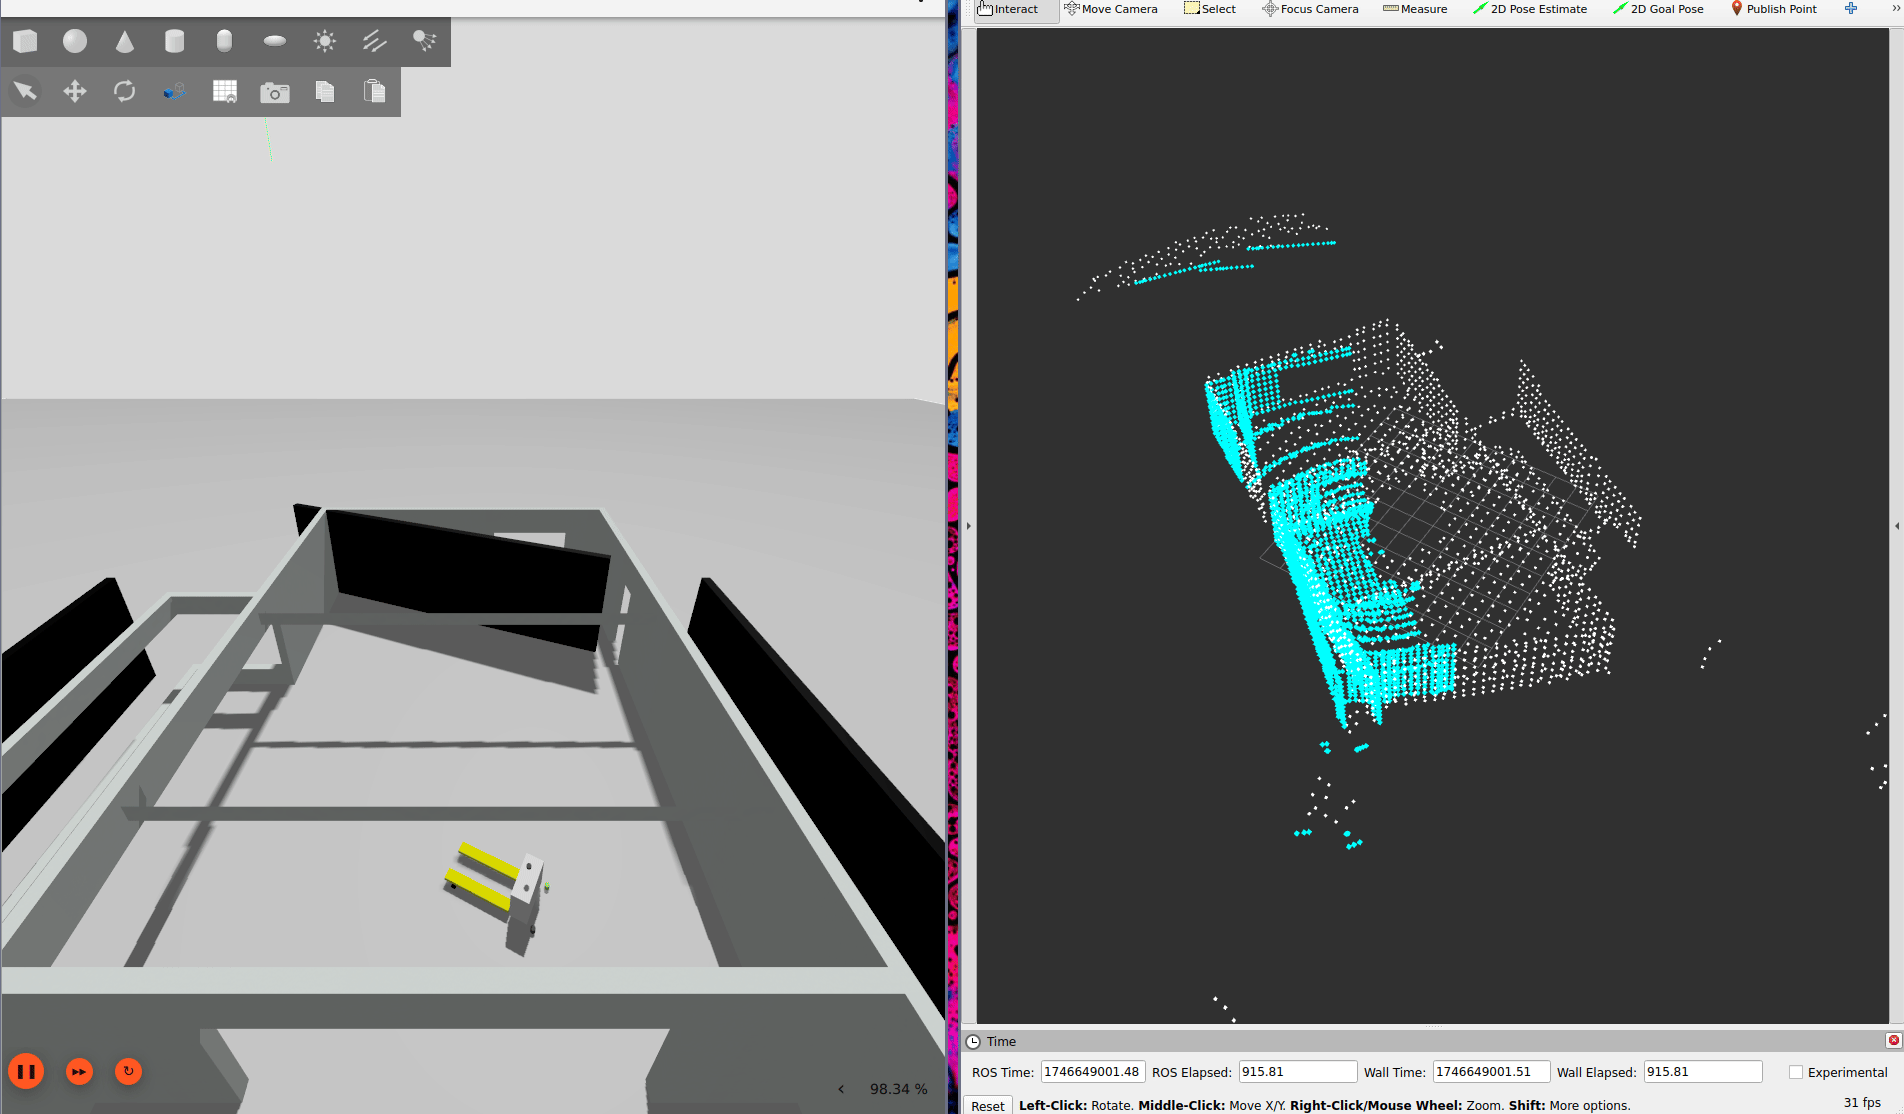 Interact Move Camera Select Focus Camera Measure 2D Pose Estimate 2D Goal Pose Publish Point »
98.34 %
Time
ROS Time: 1746649001.48 ROS Elapsed: 915.81 Wall Time: 1746649001.51 Wall Elapsed: 915.81 Experimental
Reset Left-Click: Rotate. Middle-Click: Move X/Y. Right-Click/Mouse Wheel: Zoom. Shift: More options. 31 fps